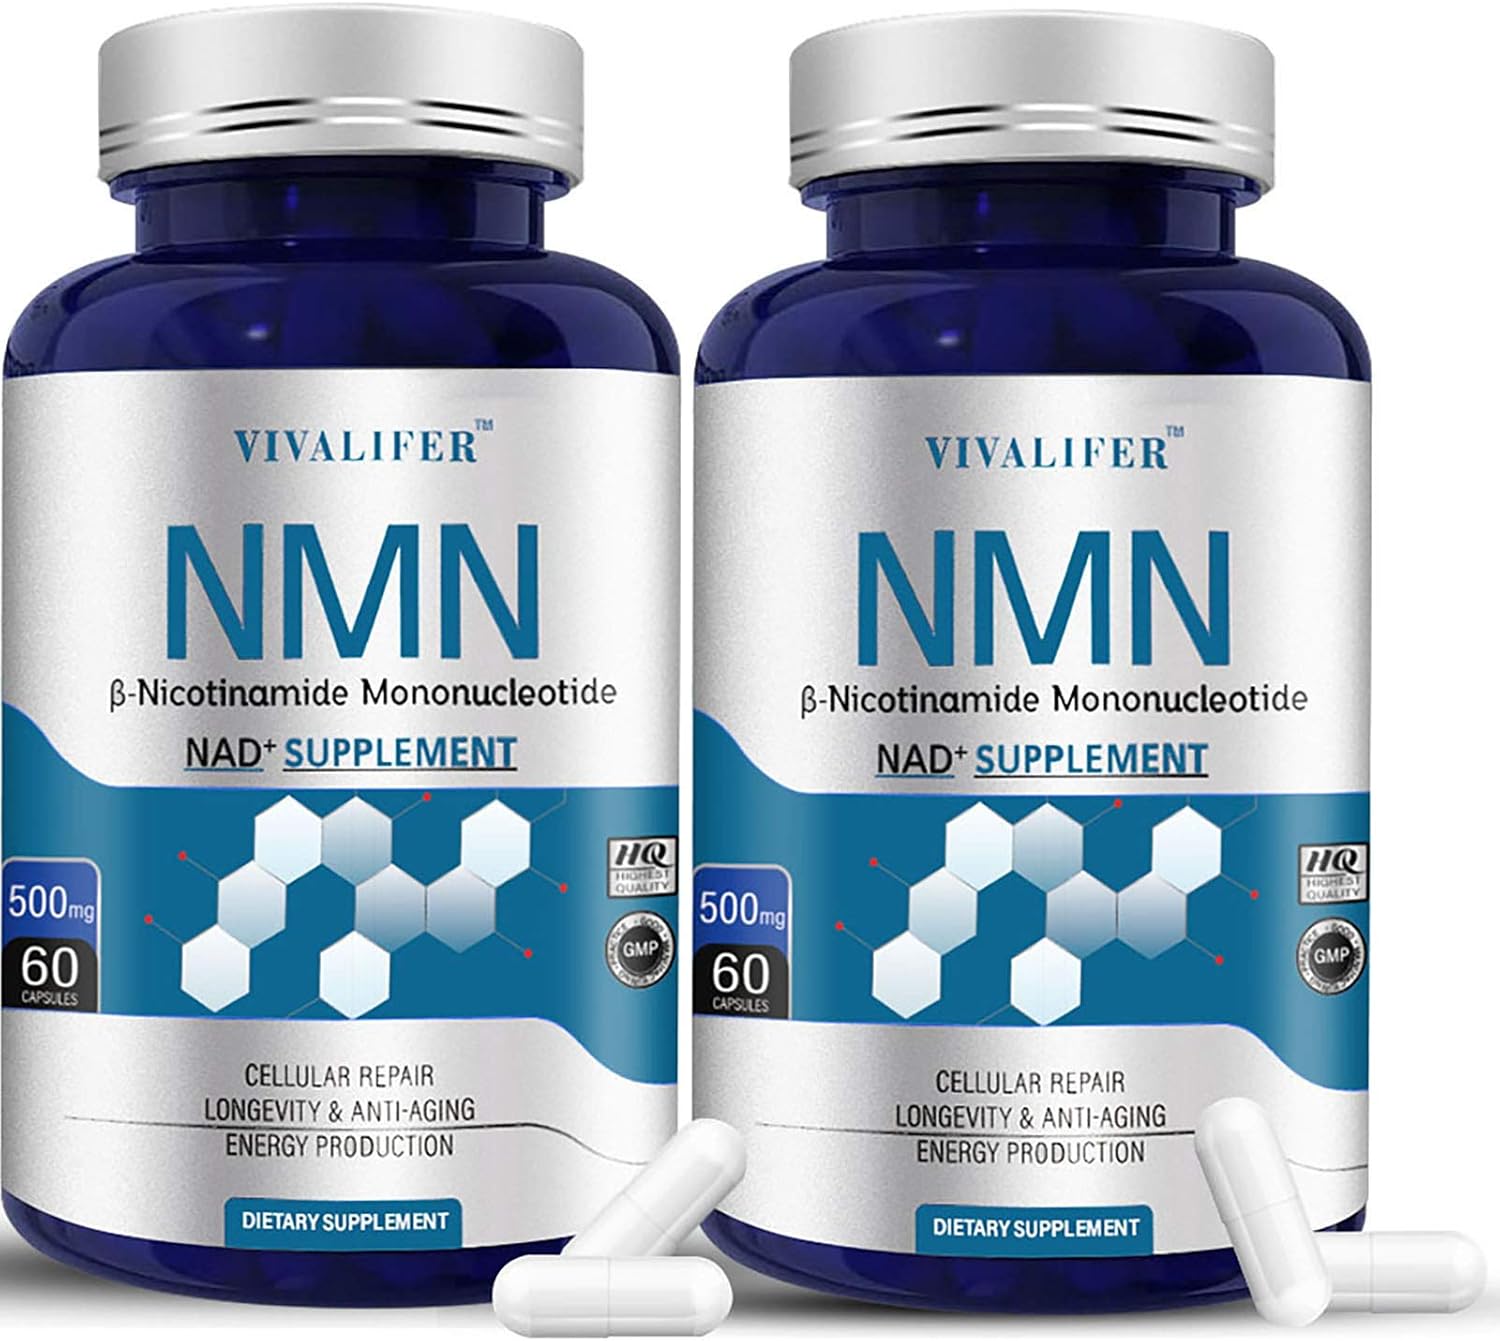 VIVALIFER™
NMN
β-Nicotinamide Mononucleotide
NAD+ SUPPLEMENT
500mg
60
CAPSULES
HQ
HIGHEST
QUALITY
GMP
CELLULAR REPAIR
LONGEVITY & ANTI-AGING
ENERGY PRODUCTION
DIETARY SUPPLEMENT
VIVALIFER™
NMN
β-Nicotinamide Mononucleotide
NAD+ SUPPLEMENT
500mg
60
CAPSULES
HQ
HIGHEST
QUALITY
GMP
CELLULAR REPAIR
LONGEVITY & ANTI-AGING
ENERGY PRODUCTION
DIETARY SUPPLEMENT